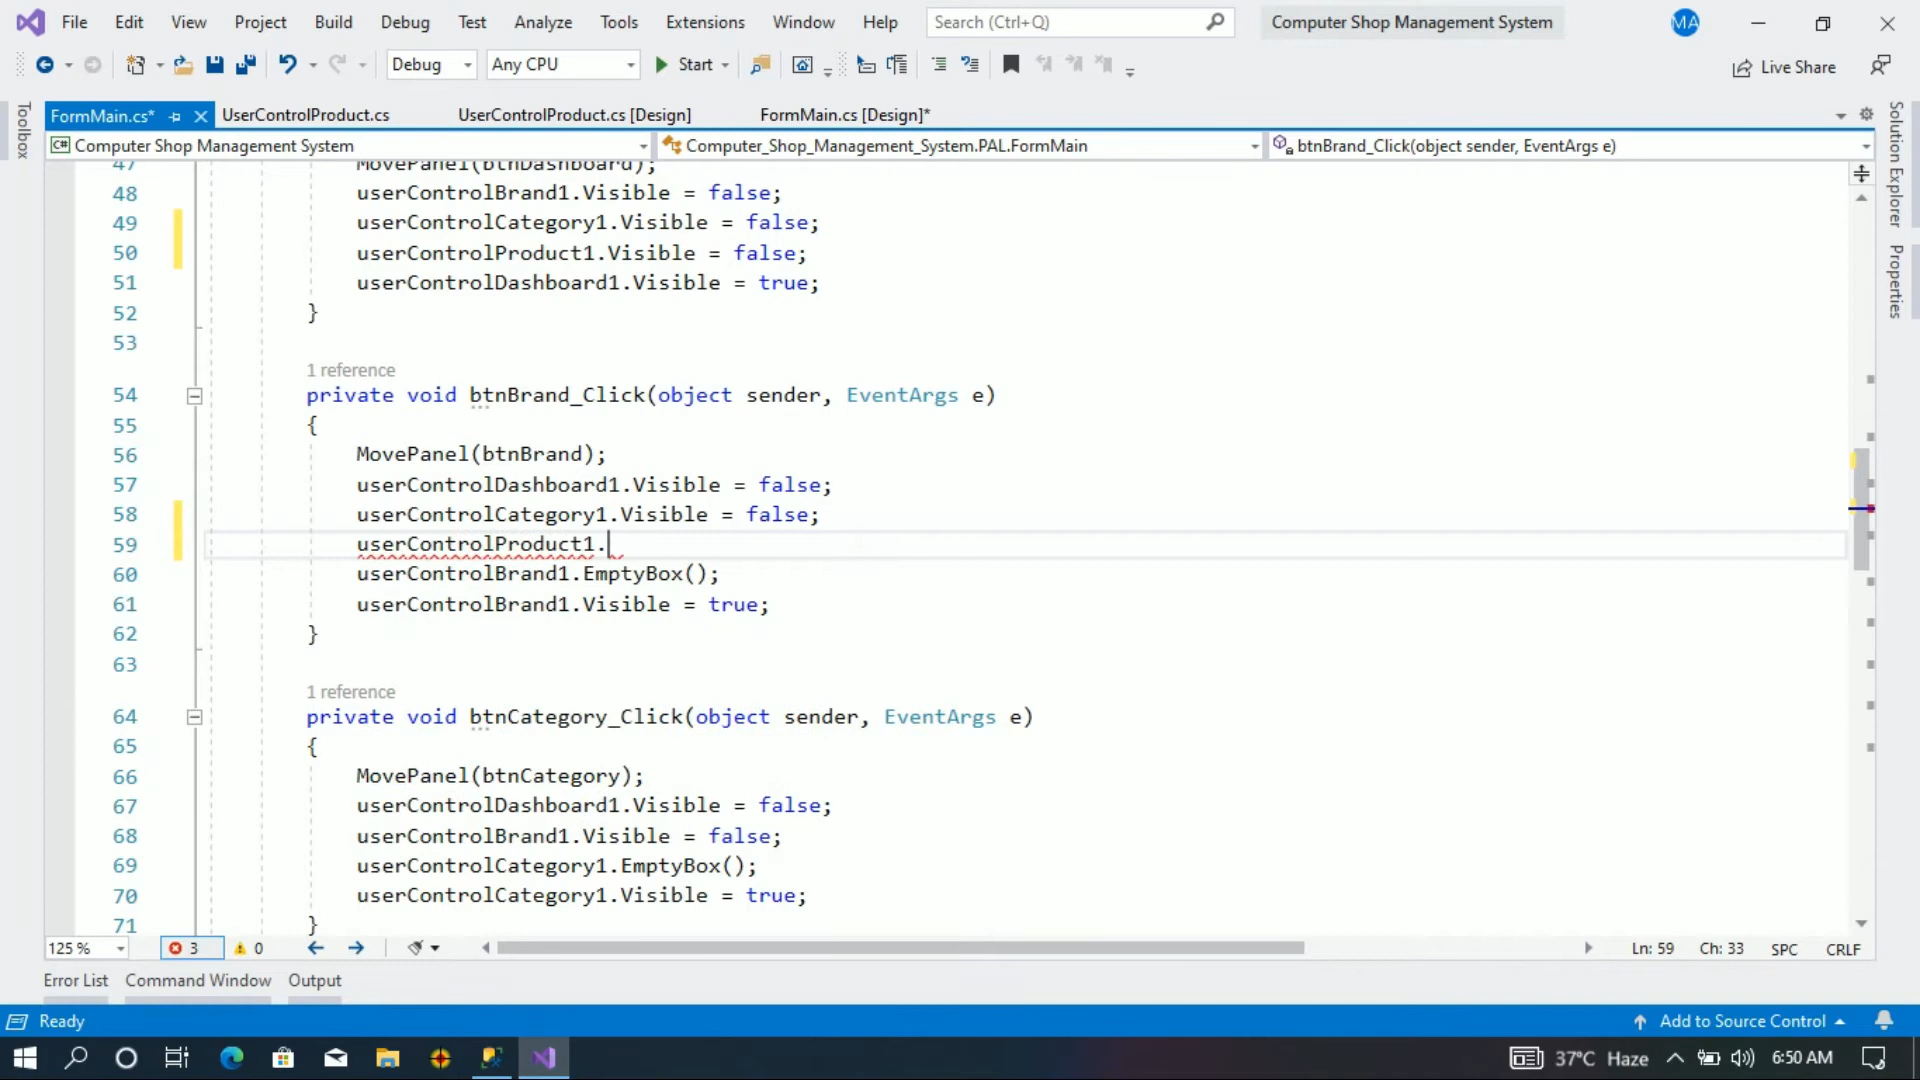 File Edit View Project Build Debug Test Analyze Tools Extensions Window Help Search (Ctrl+Q) Computer Shop Management System MA
Debug Any CPU Start Live Share
FormMain.cs* UserControlProduct.cs UserControlProduct.cs [Design] FormMain.cs [Design]*
C# Computer Shop Management System Computer_Shop_Management_System.PAL.FormMain btnBrand_Click(object sender, EventArgs e)
Toolbox
Solution Explorer
Properties
47 MovePanel(btnDashboard);
48 userControlBrand1.Visible = false;
49 userControlCategory1.Visible = false;
50 userControlProduct1.Visible = false;
51 userControlDashboard1.Visible = true;
52 }
53
1 reference
54 private void btnBrand_Click(object sender, EventArgs e)
55 {
56 MovePanel(btnBrand);
57 userControlDashboard1.Visible = false;
58 userControlCategory1.Visible = false;
59 userControlProduct1.
60 userControlBrand1.EmptyBox();
61 userControlBrand1.Visible = true;
62 }
63
1 reference
64 private void btnCategory_Click(object sender, EventArgs e)
65 {
66 MovePanel(btnCategory);
67 userControlDashboard1.Visible = false;
68 userControlBrand1.Visible = false;
69 userControlCategory1.EmptyBox();
70 userControlCategory1.Visible = true;
71 }
125 % 3 0 Ln: 59 Ch: 33 SPC CRLF
Error List Command Window Output
Ready Add to Source Control
37°C Haze 6:50 AM